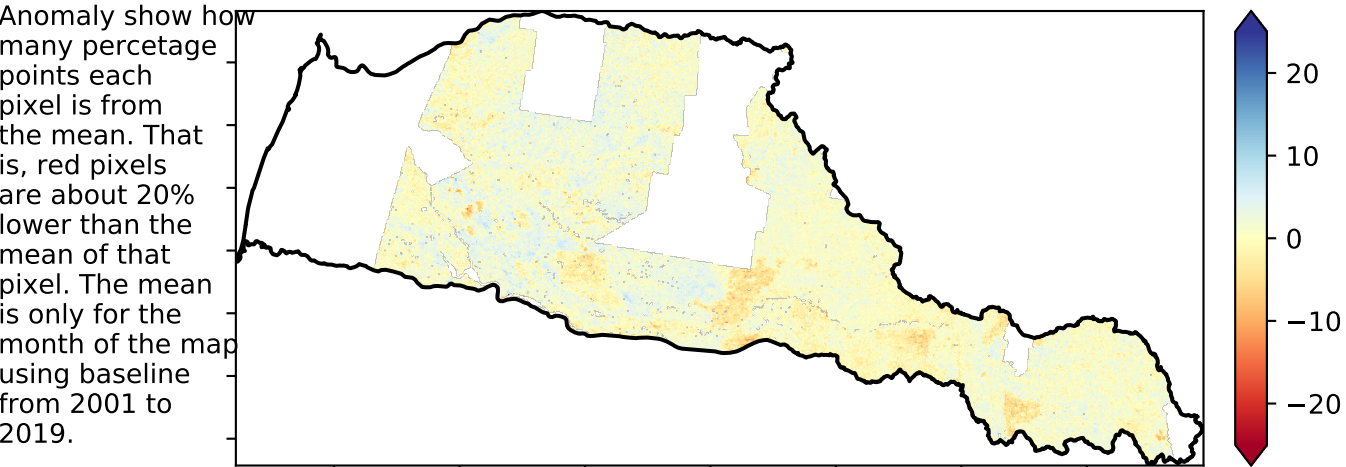 Anomaly show how
many percetage
points each
pixel is from
the mean. That
is, red pixels
are about 20%
lower than the
mean of that
pixel. The mean
is only for the
month of the map
using baseline
from 2001 to
2019.
20
10
0
−10
−20